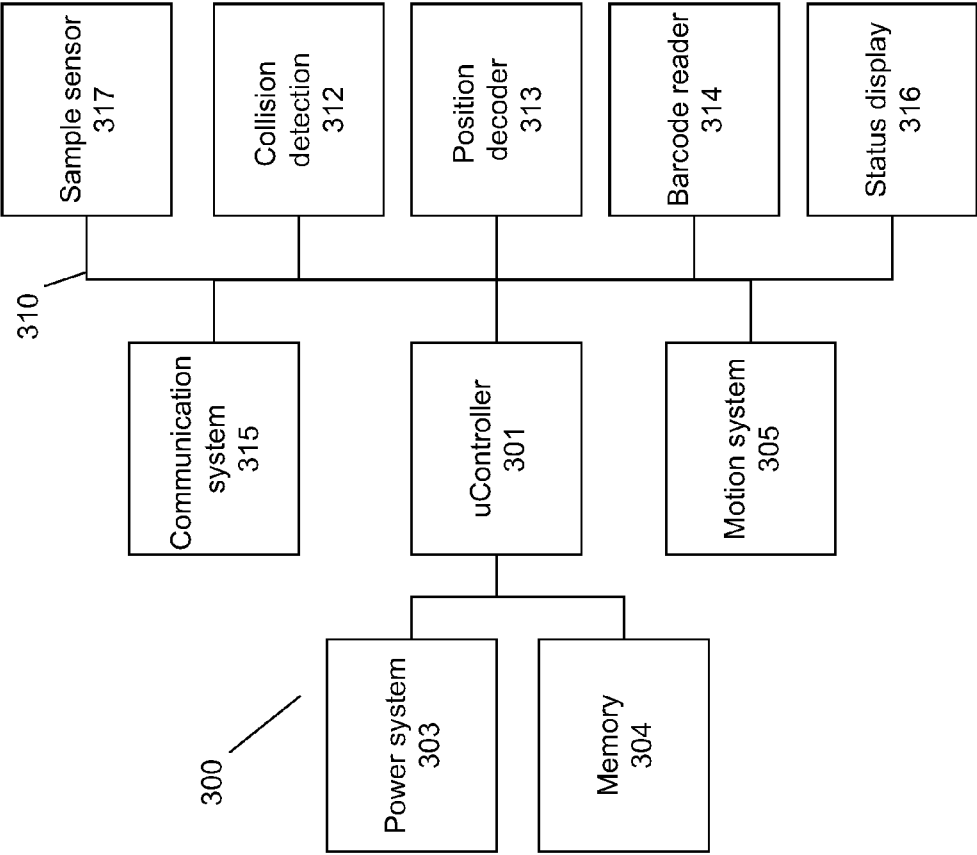 300
Power system
303
Memory
304
Communication
system
315
uController
301
Motion system
305
310
Sample sensor
317
Collision
detection
312
Position
decoder
313
Barcode reader
314
Status display
316